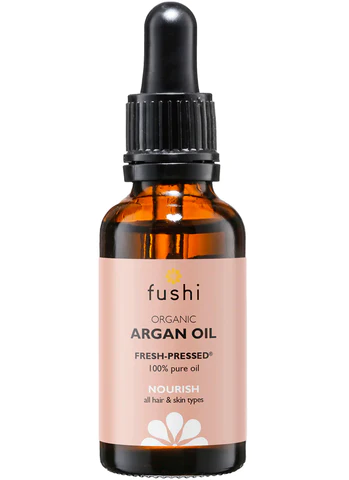 fushi
ORGANIC
ARGAN OIL
FRESH-PRESSED®
100% pure oil
NOURISH
all hair & skin types